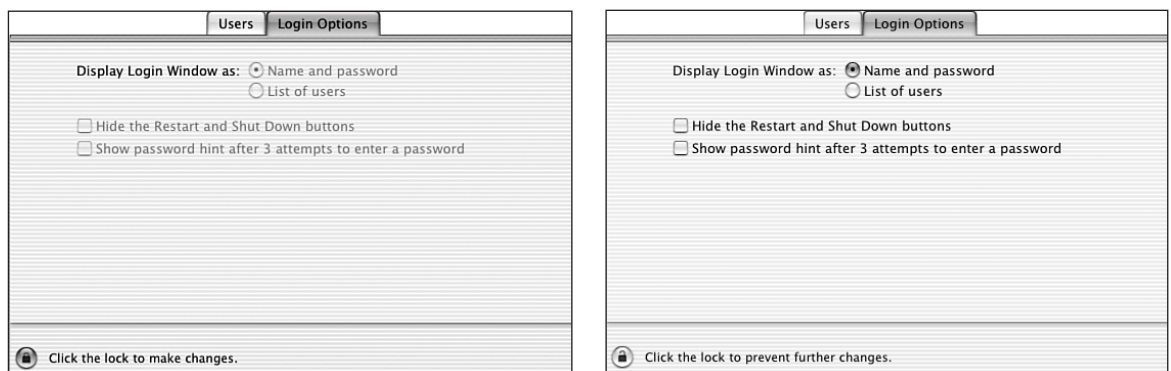 Users Login Options
Display Login Window as: Name and password
List of users
Hide the Restart and Shut Down buttons
Show password hint after 3 attempts to enter a password
Click the lock to make changes.
Users Login Options
Display Login Window as: Name and password
List of users
Hide the Restart and Shut Down buttons
Show password hint after 3 attempts to enter a password
Click the lock to prevent further changes.